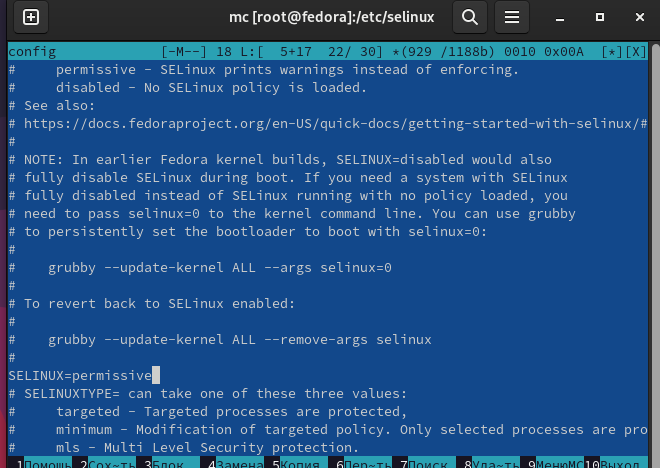 mc [root@fedora]:/etc/selinux
config [-M--] 18 L:[ 5+17 22/ 30] *(929 /1188b) 0010 0x00A [*][X]
# permissive - SELinux prints warnings instead of enforcing.
# disabled - No SELinux policy is loaded.
# See also:
# https://docs.fedoraproject.org/en-US/quick-docs/getting-started-with-selinux/#
#
# NOTE: In earlier Fedora kernel builds, SELINUX=disabled would also
# fully disable SELinux during boot. If you need a system with SELinux
# fully disabled instead of SELinux running with no policy loaded, you
# need to pass selinux=0 to the kernel command line. You can use grubby
# to persistently set the bootloader to boot with selinux=0:
#
# grubby --update-kernel ALL --args selinux=0
#
# To revert back to SELinux enabled:
#
# grubby --update-kernel ALL --remove-args selinux
#
SELINUX=permissive
# SELINUXTYPE= can take one of these three values:
# targeted - Targeted processes are protected,
# minimum - Modification of targeted policy. Only selected processes are pro
# mls - Multi Level Security protection.
1Помощь 2Сох~ть 3Блок 4Замена 5Копия 6Пер~ть 7Поиск 8Уда~ть 9МенюMC 10Выход